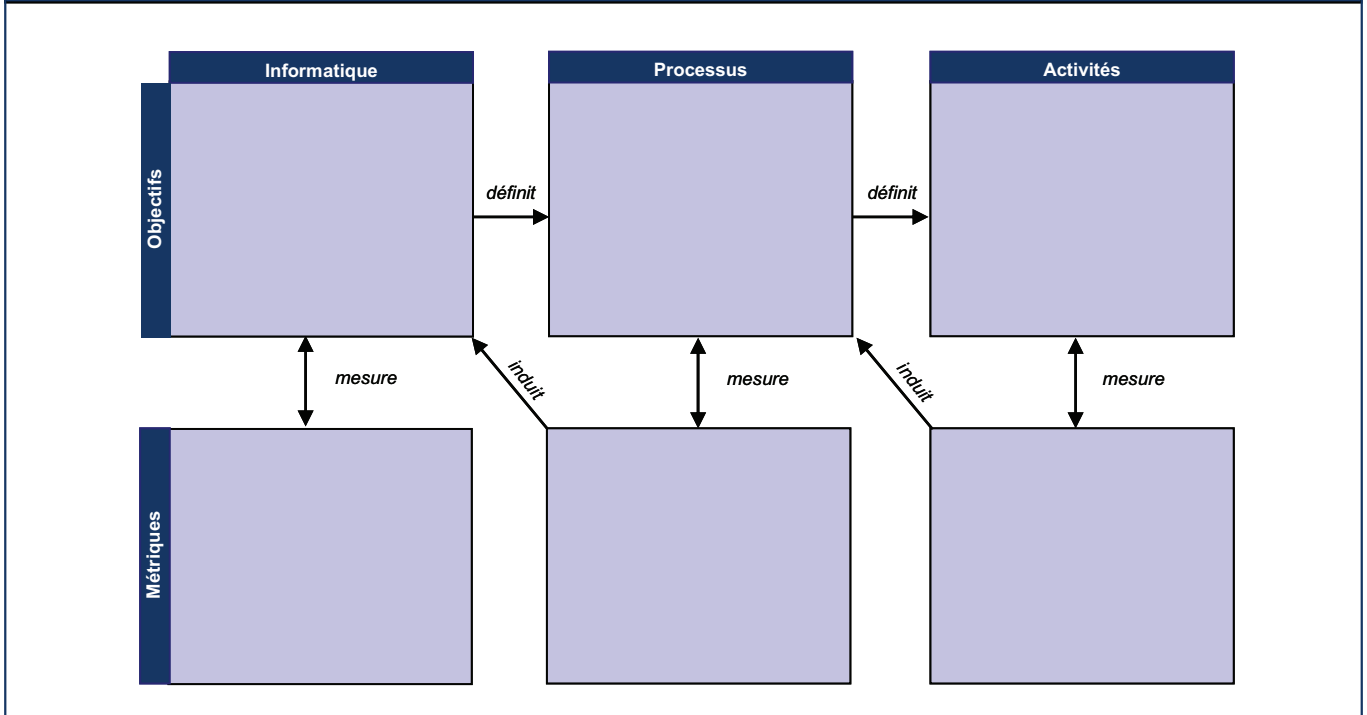 Informatique
Processus
Activités
Objectifs
définit
définit
mesure
induit
mesure
induit
mesure
Métriques